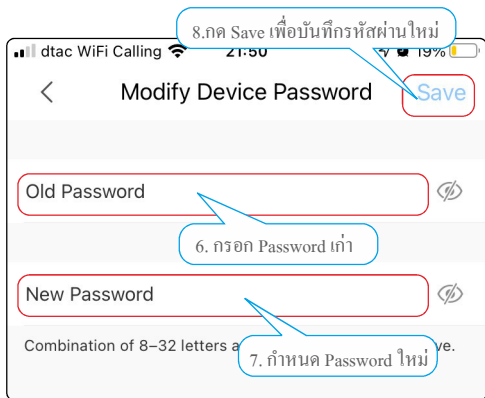 8.กด Save เพื่อบันทึกรหัสผ่านใหม่
dtac WiFi Calling 21:50 19%
Modify Device Password Save
Old Password
6. กรอก Password เก่า
New Password
Combination of 8–32 letters a
ve.
7. กำหนด Password ใหม่